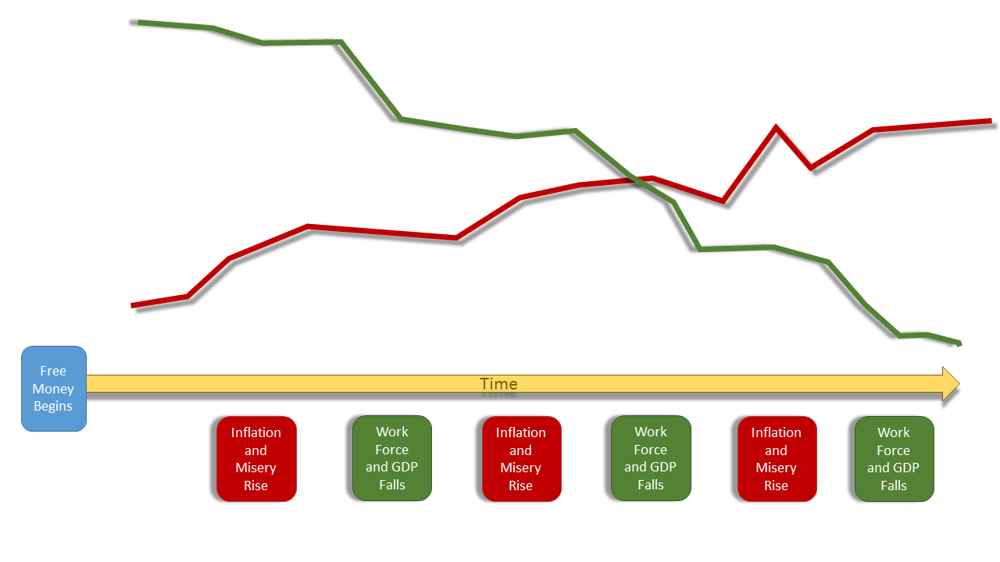 Free
Money
Begins
Time
Inflation
and
Misery
Rise
Work
Force
and GDP
Falls
Inflation
and
Misery
Rise
Work
Force
and GDP
Falls
Inflation
and
Misery
Rise
Work
Force
and GDP
Falls